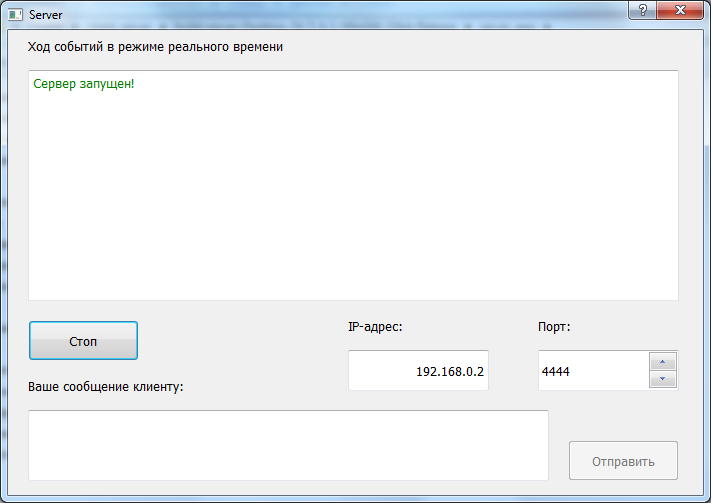 Server
Ход событий в режиме реального времени
Сервер запущен!
Стоп
IP-адрес:
Порт:
192.168.0.2
4444
Ваше сообщение клиенту:
Отправить